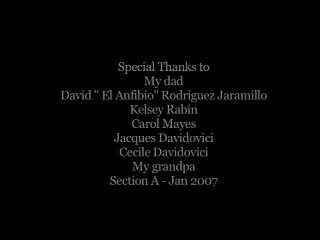 Special Thanks to
My dad
David " El Anfibio" Rodriguez Jaramillo
Kelsey Rabin
Carol Mayes
Jacques Davidovici
Cecile Davidovici
My grandpa
Section A - Jan 2007